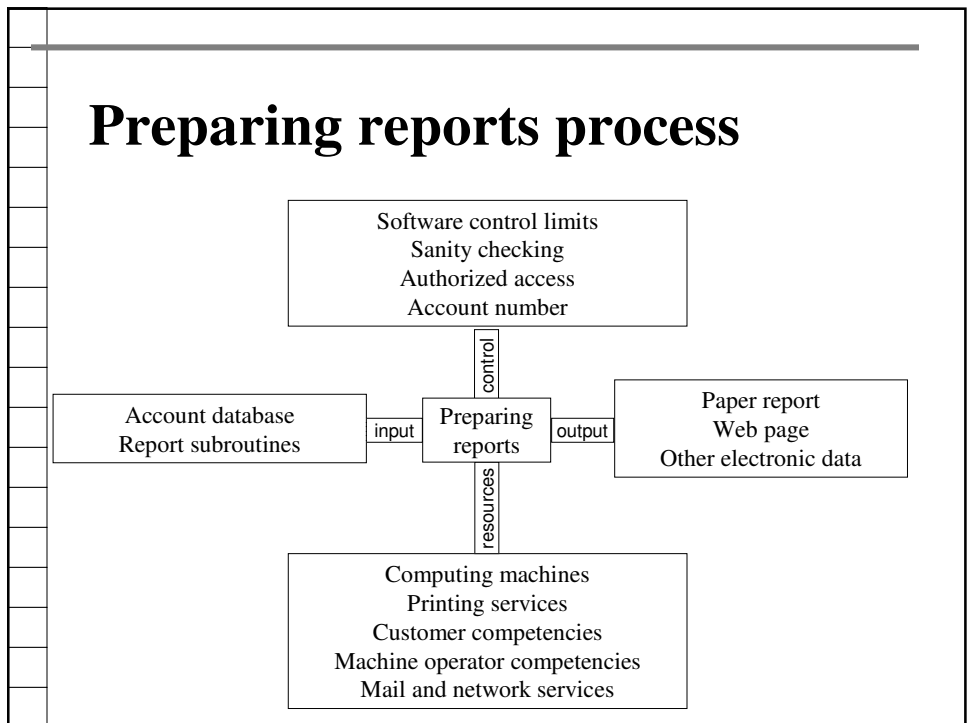 Preparing reports process
Software control limits
Sanity checking
Authorized access
Account number
control
Account database
Report subroutines
input
Preparing
reports
output
Paper report
Web page
Other electronic data
resources
Computing machines
Printing services
Customer competencies
Machine operator competencies
Mail and network services